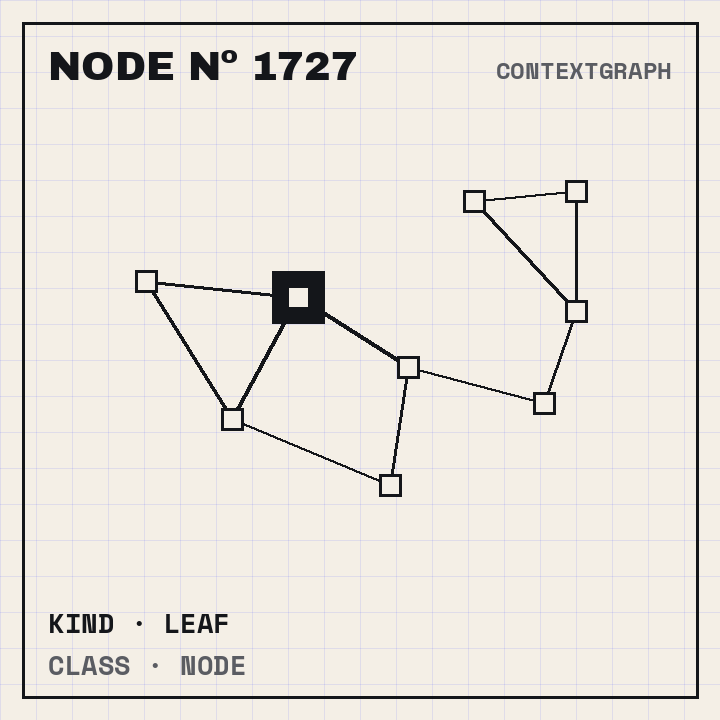 NODE Nº 1727
CONTEXTGRAPH
KIND · LEAF
CLASS · NODE